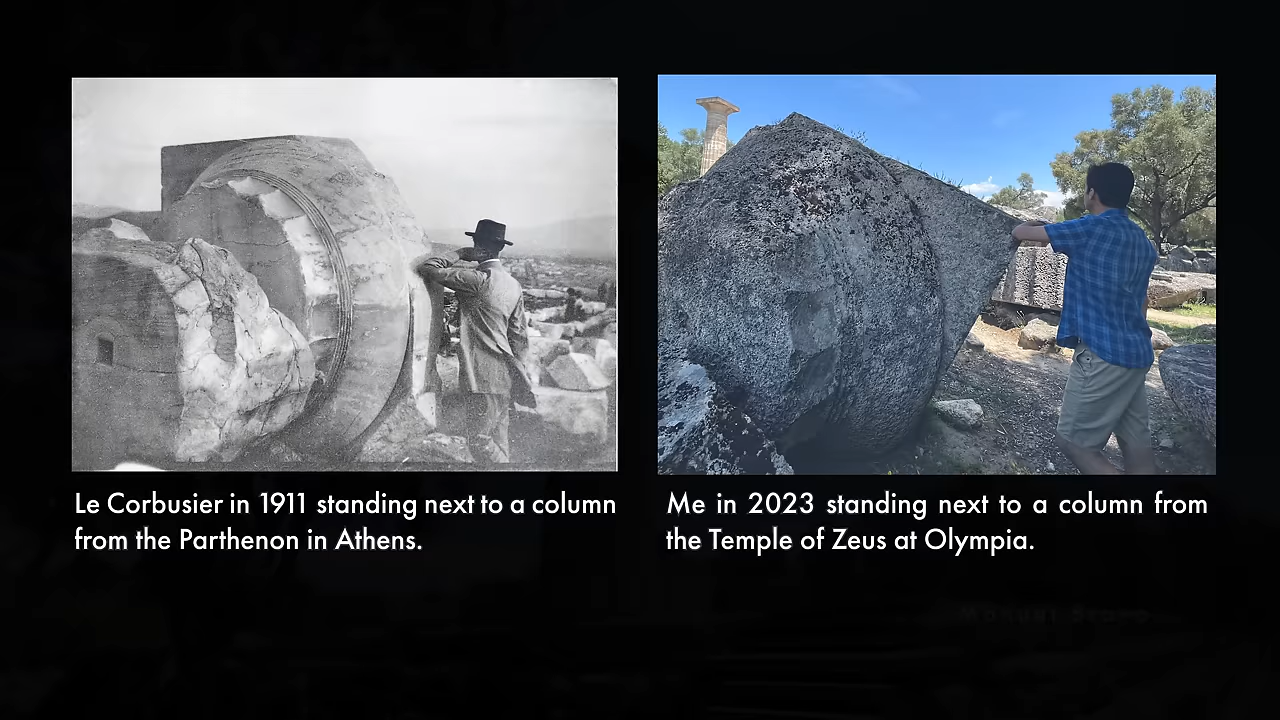 Le Corbusier in 1911 standing next to a column
from the Parthenon in Athens.
Me in 2023 standing next to a column from
the Temple of Zeus at Olympia.